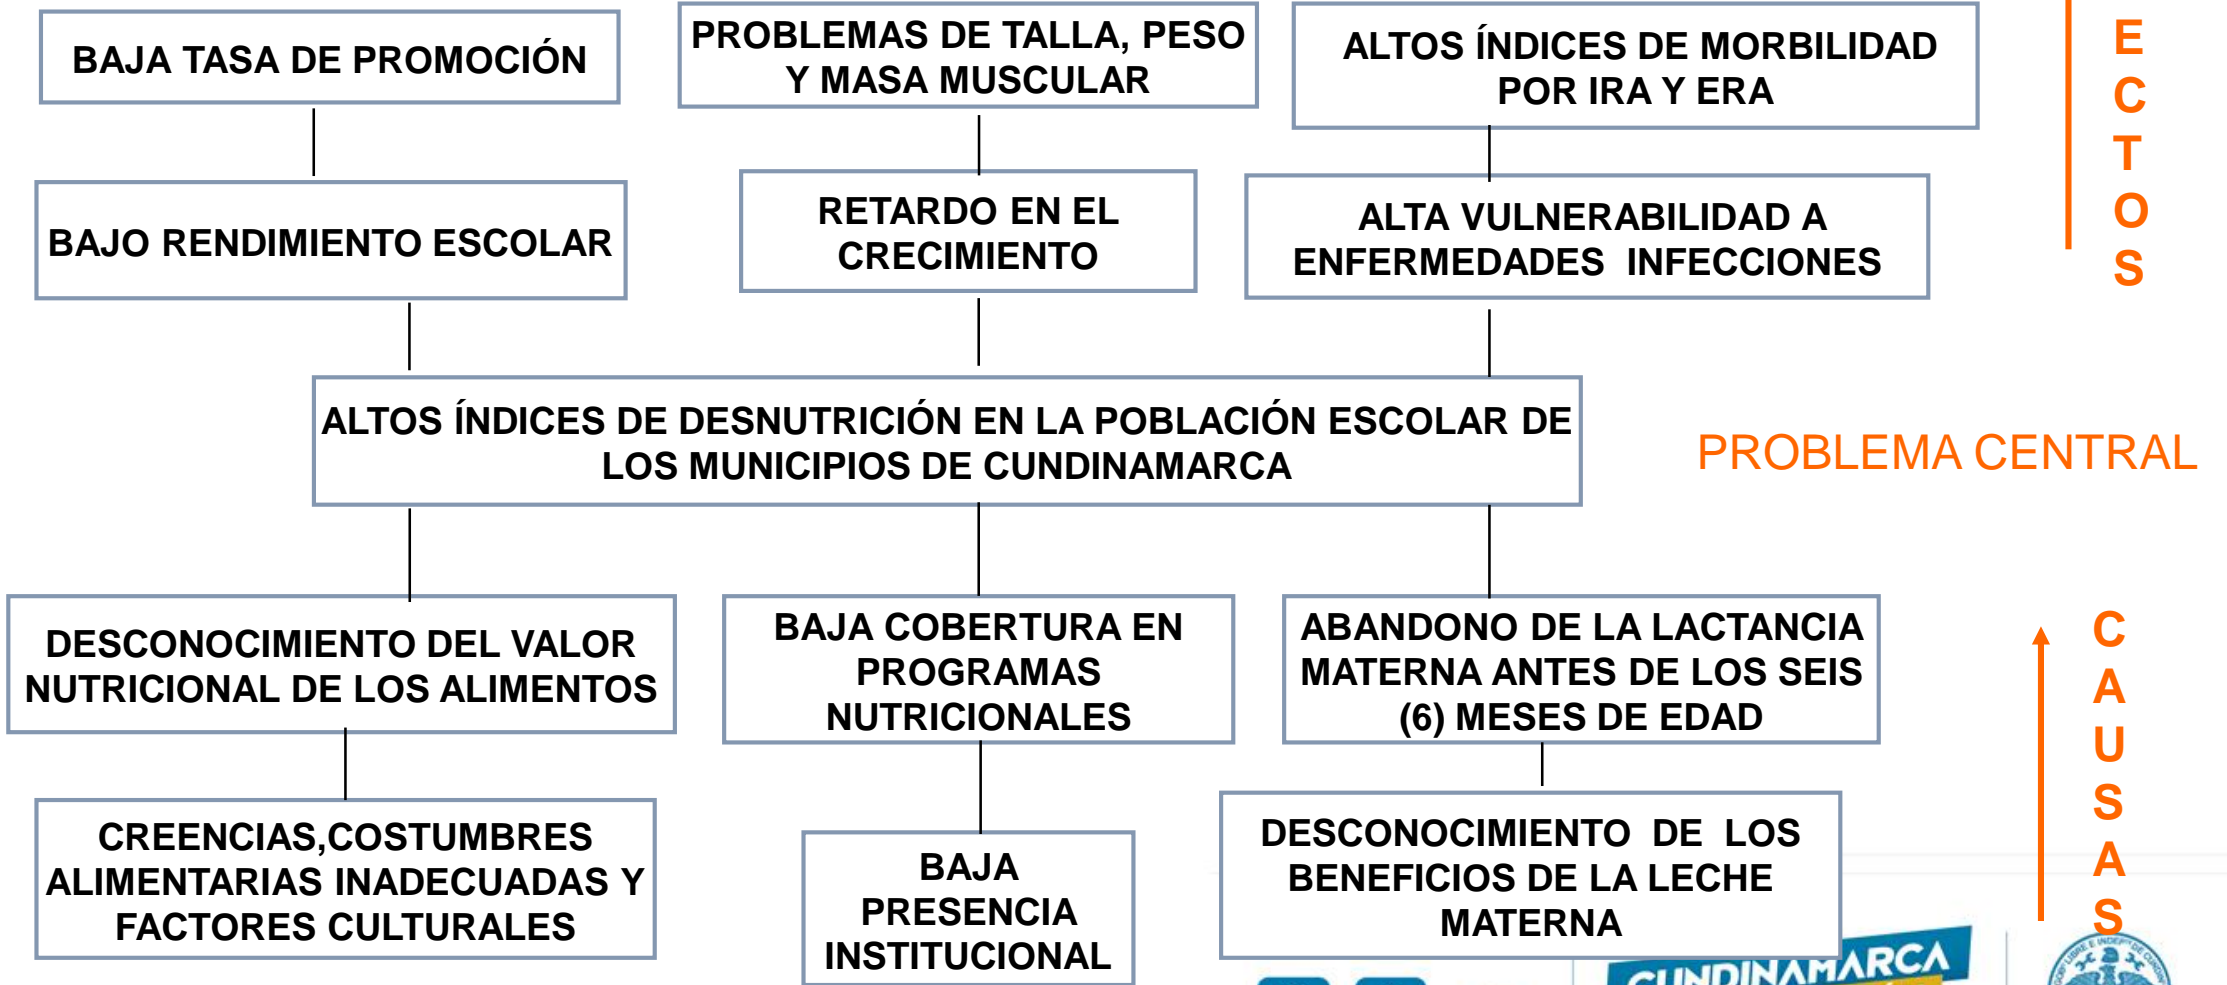 BAJA TASA DE PROMOCIÓN
PROBLEMAS DE TALLA, PESO
Y MASA MUSCULAR
ALTOS ÍNDICES DE MORBILIDAD
POR IRA Y ERA
E
C
T
O
S
BAJO RENDIMIENTO ESCOLAR
RETARDO EN EL
CRECIMIENTO
ALTA VULNERABILIDAD A
ENFERMEDADES INFECCIONES
ALTOS ÍNDICES DE DESNUTRICIÓN EN LA POBLACIÓN ESCOLAR DE
LOS MUNICIPIOS DE CUNDINAMARCA
PROBLEMA CENTRAL
DESCONOCIMIENTO DEL VALOR
NUTRICIONAL DE LOS ALIMENTOS
BAJA COBERTURA EN
PROGRAMAS
NUTRICIONALES
ABANDONO DE LA LACTANCIA
MATERNA ANTES DE LOS SEIS
(6) MESES DE EDAD
C
A
U
S
A
S
CREENCIAS,COSTUMBRES
ALIMENTARIAS INADECUADAS Y
FACTORES CULTURALES
BAJA
PRESENCIA
INSTITUCIONAL
DESCONOCIMIENTO DE LOS
BENEFICIOS DE LA LECHE
MATERNA
CUNDINAMARCA